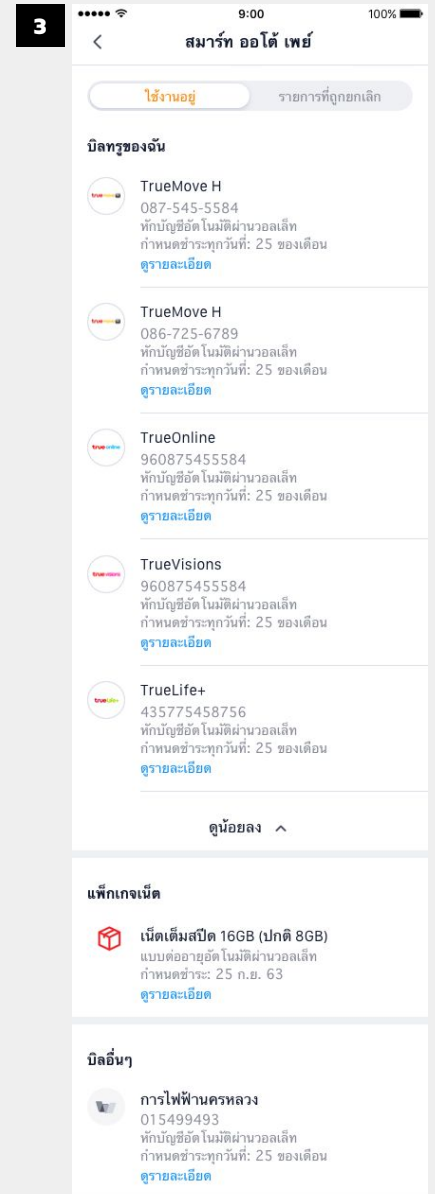 3
9:00
100%
สมาร์ท ออโต้ เพย์
ใช้งานอยู่
รายการที่ถูกยกเลิก
บิลทรูของฉัน
TrueMove H
087-545-5584
หักบัญชีอัตโนมัติผ่านวอลเล็ท
กำหนดชำระทุกวันที่: 25 ของเดือน
ดูรายละเอียด
TrueMove H
086-725-6789
หักบัญชีอัตโนมัติผ่านวอลเล็ท
กำหนดชำระทุกวันที่: 25 ของเดือน
ดูรายละเอียด
true online
TrueOnline
960875455584
หักบัญชีอัตโนมัติผ่านวอลเล็ท
กำหนดชำระทุกวันที่: 25 ของเดือน
ดูรายละเอียด
true visions
TrueVisions
960875455584
หักบัญชีอัตโนมัติผ่านวอลเล็ท
กำหนดชำระทุกวันที่: 25 ของเดือน
ดูรายละเอียด
TrueLife+
435775458756
หักบัญชีอัตโนมัติผ่านวอลเล็ท
กำหนดชำระทุกวันที่: 25 ของเดือน
ดูรายละเอียด
ดูน้อยลง
แพ็กเกจเน็ต
เน็ตเต็มสปีด 16GB (ปกติ 8GB)
แบบต่ออายุอัตโนมัติผ่านวอลเล็ท
กำหนดชำระ: 25 ก.ย. 63
ดูรายละเอียด
บิลอื่นๆ
การไฟฟ้านครหลวง
015499493
หักบัญชีอัตโนมัติผ่านวอลเล็ท
กำหนดชำระทุกวันที่: 25 ของเดือน
ดูรายละเอียด